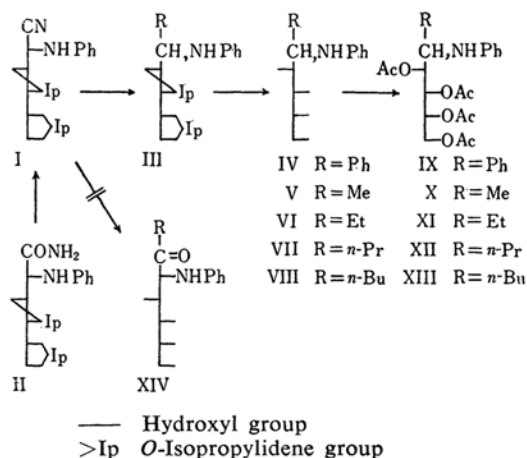 CN
NHPh
Ip
Ip
I
R
CH,NHPh
Ip
Ip
III
R
CH,NHPh
IV R=Ph
V R=Me
VI R=Et
VII R=n-Pr
VIII R=n-Bu
R
CH,NHPh
AcO
OAc
OAc
OAc
IX R=Ph
X R=Me
XI R=Et
XII R=n-Pr
XIII R=n-Bu
CONH₂
NHPh
Ip
Ip
II
R
C=O
NHPh
XIV
Hydroxyl group
>Ip O-Isopropylidene group